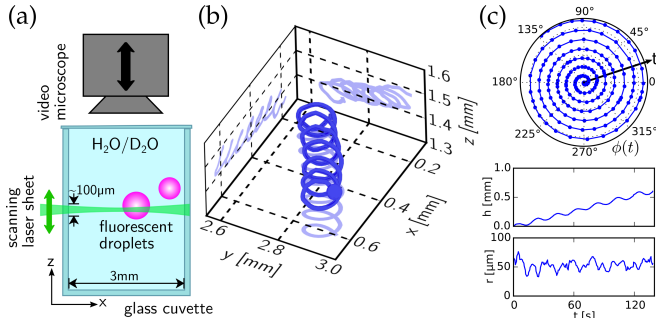 (a)
video
microscope
H₂O/D₂O
~100μm
scanning
laser sheet
fluorescent
droplets
3mm
z
x
glass cuvette
(b)
1.6
1.5
1.4
1.3
z [mm]
0.2
0.4
0.6
x [mm]
2.6
2.8
3.0
y [mm]
(c)
90°
135°
45°
t
180°
0
225°
315°
270°
ϕ(t)
1.0
0.5
0.0
h [mm]
100
50
0
r [μm]
0
60
120
t [s]